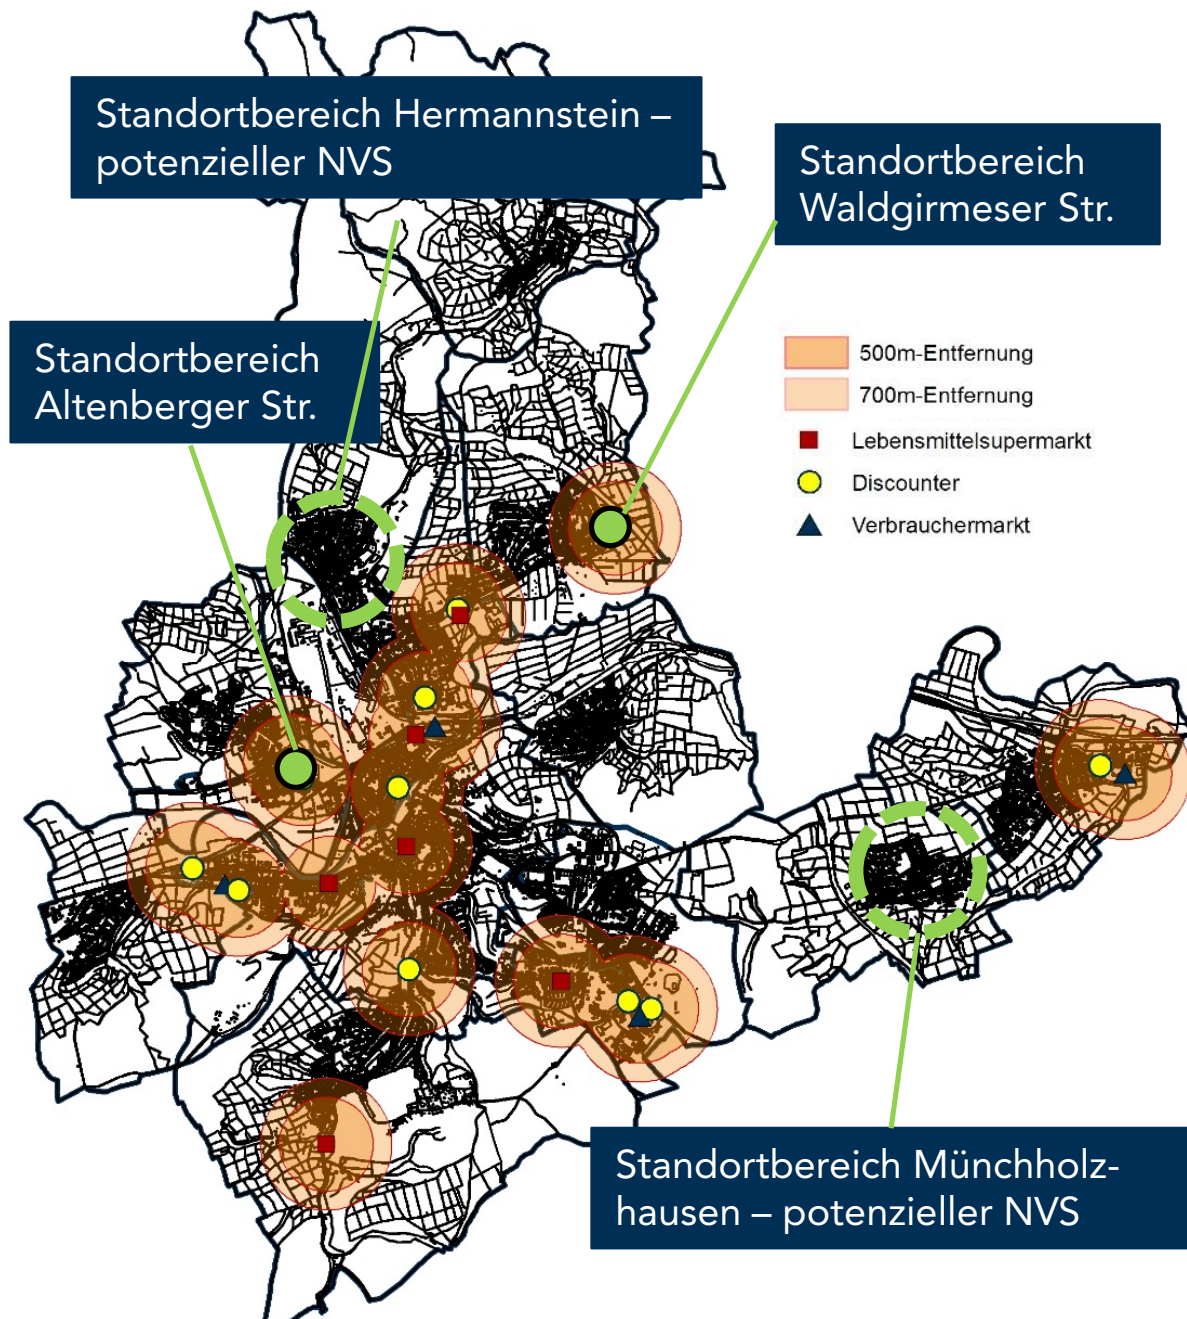 Standortbereich Hermannstein –
potenzieller NVS
Standortbereich
Waldgirmeser Str.
Standortbereich
Altenberger Str.
500m-Entfernung
700m-Entfernung
Lebensmittelsupermarkt
Discounter
Verbrauchermarkt
Standortbereich Münchholz-
hausen – potenzieller NVS